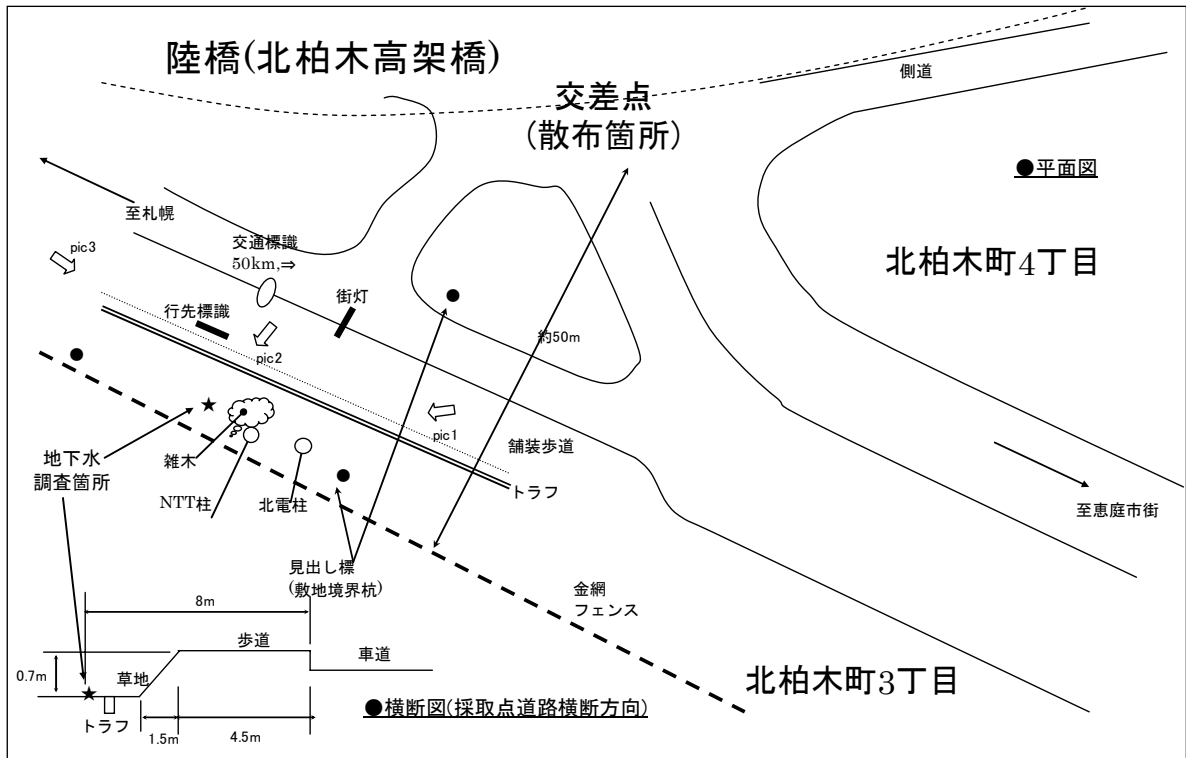 陸橋(北柏木高架橋)
側道
交差点
(散布箇所)
●平面図
至札幌
pic3
交通標識
50km,⇒
北柏木町4丁目
街灯
行先標識
約50m
pic2
pic1
舗装歩道
地下水
調査箇所
雑木
トラフ
NTT柱
北電柱
至恵庭市街
見出し標
(敷地境界杭)
金網
フェンス
8m
歩道
車道
0.7m
草地
北柏木町3丁目
トラフ
●横断図(採取点道路横断方向)
1.5m
4.5m